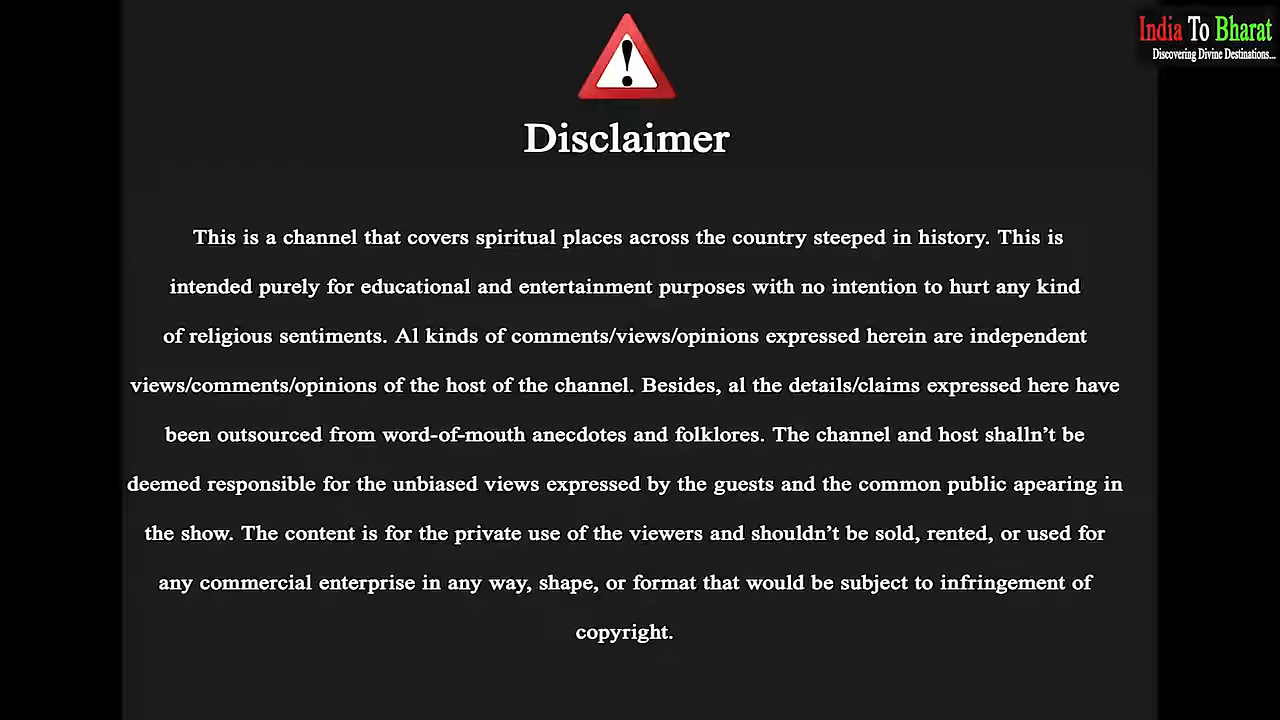 India To Bharat
Discovering Divine Destinations...
Disclaimer
This is a channel that covers spiritual places across the country steeped in history. This is
intended purely for educational and entertainment purposes with no intention to hurt any kind
of religious sentiments. Al kinds of comments/views/opinions expressed herein are independent
views/comments/opinions of the host of the channel. Besides, al the details/claims expressed here have
been outsourced from word-of-mouth anecdotes and folklores. The channel and host shalln’t be
deemed responsible for the unbiased views expressed by the guests and the common public apearing in
the show. The content is for the private use of the viewers and shouldn’t be sold, rented, or used for
any commercial enterprise in any way, shape, or format that would be subject to infringement of
copyright.